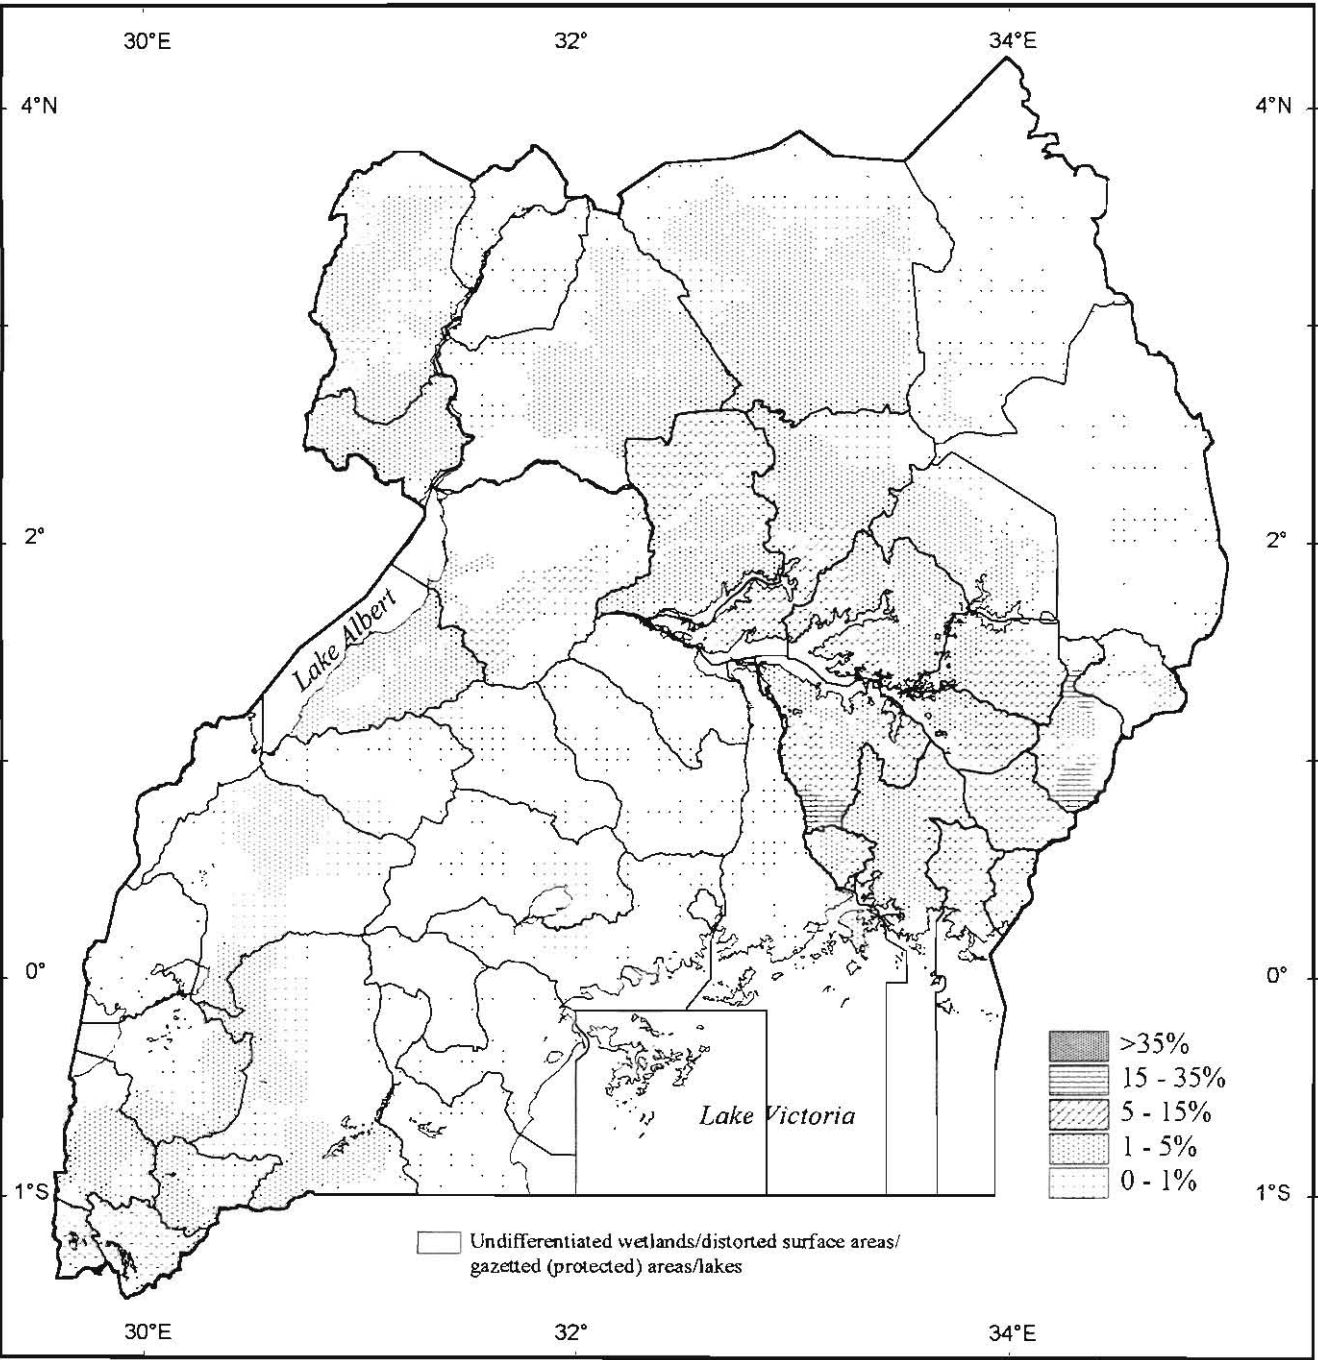 30°E 32° 34°E
4°N 4°N
2° 2°
Lake Albert
0° 0°
>35%
15 - 35%
Lake Victoria 5 - 15%
1 - 5%
0 - 1%
1°S 1°S
Undifferentiated wetlands/distorted surface areas/
gazetted (protected) areas/lakes
30°E 32° 34°E